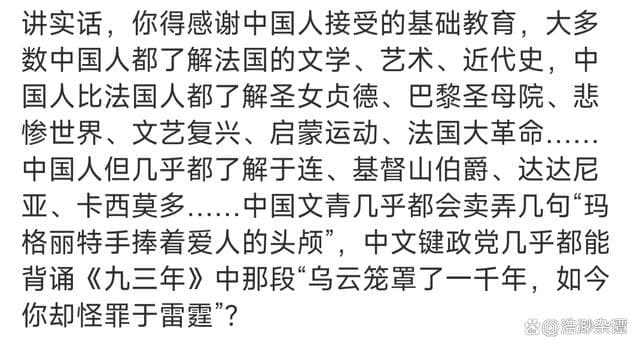 讲实话，你得感谢中国人接受的基础教育，大多
数中国人都了解法国的文学、艺术、近代史，中
国人比法国人都了解圣女贞德、巴黎圣母院、悲
惨世界、文艺复兴、启蒙运动、法国大革命……
中国人但几乎都了解于连、基督山伯爵、达达尼
亚、卡西莫多……中国文青几乎都会卖弄几句“玛
格丽特手捧着爱人的头颅”，中文键政党几乎都能
背诵《九三年》中那段“乌云笼罩了一千年，如今
你却怪罪于雷霆”？
@浩渺杂谭